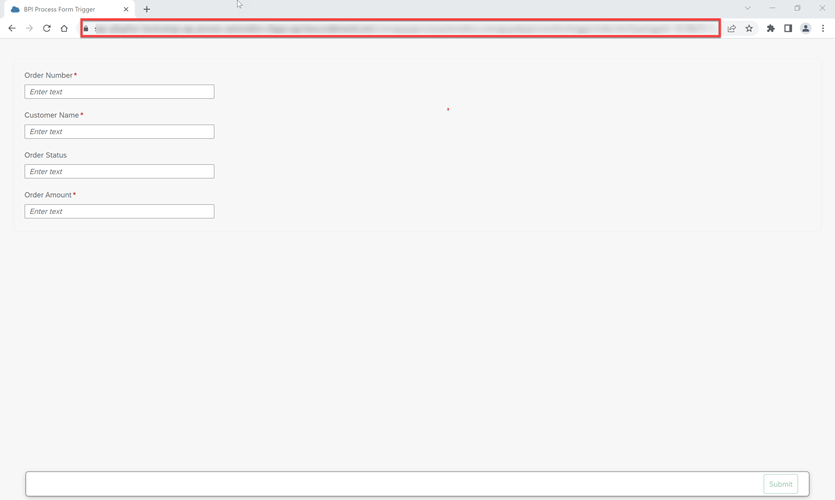 BPI Process Form Trigger
Order Number*
Enter text
Customer Name*
Enter text
Order Status
Enter text
Order Amount*
Enter text
Submit